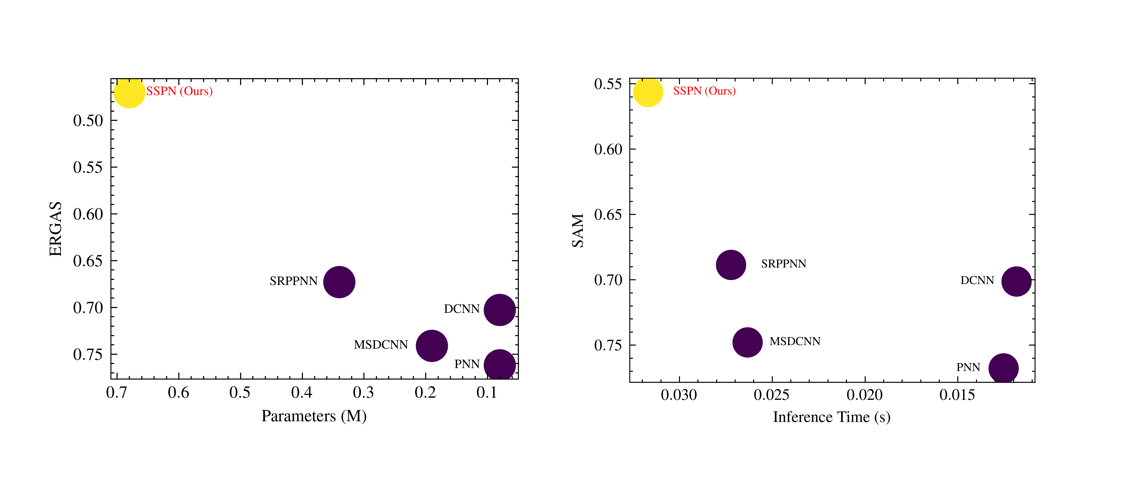 SSPN (Ours)
0.50
0.55
0.60
0.65
0.70
0.75
ERGAS
SRPPNN
DCNN
MSDCNN
PNN
0.7 0.6 0.5 0.4 0.3 0.2 0.1
Parameters (M)
0.55
0.60
0.65
0.70
0.75
SAM
SSPN (Ours)
SRPPNN
DCNN
MSDCNN
PNN
0.030 0.025 0.020 0.015
Inference Time (s)